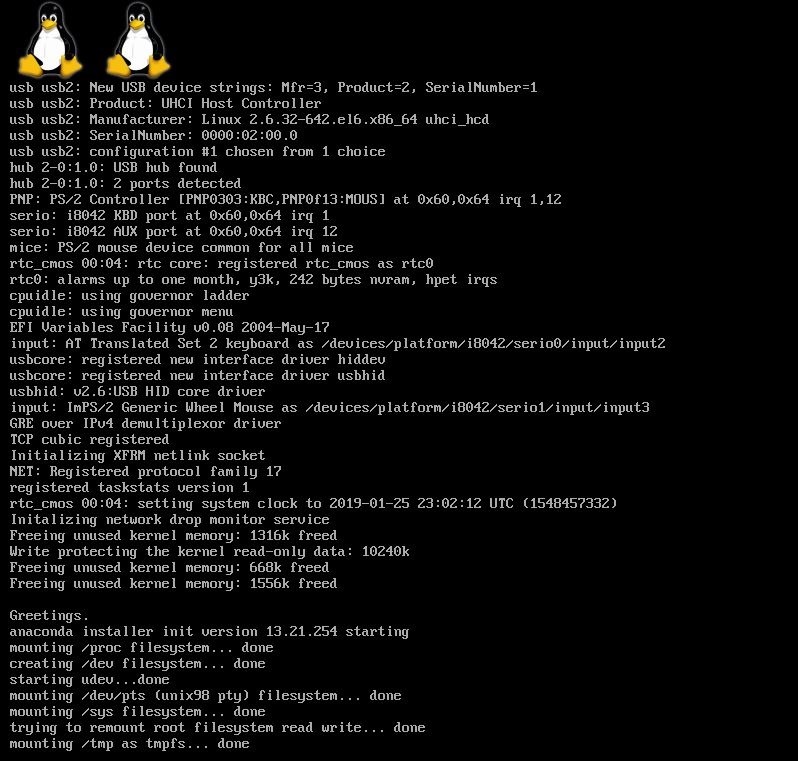 usb usb2: New USB device strings: Mfr=3, Product=2, SerialNumber=1
usb usb2: Product: UHCI Host Controller
usb usb2: Manufacturer: Linux 2.6.32-642.el6.x86_64 uhci_hcd
usb usb2: SerialNumber: 0000:02:00.0
usb usb2: configuration #1 chosen from 1 choice
hub 2-0:1.0: USB hub found
hub 2-0:1.0: 2 ports detected
PNP: PS/2 Controller [PNP0303:KBC,PNP0f13:MOUS] at 0x60,0x64 irq 1,12
serio: i8042 KBD port at 0x60,0x64 irq 1
serio: i8042 AUX port at 0x60,0x64 irq 12
mice: PS/2 mouse device common for all mice
rtc_cmos 00:04: rtc core: registered rtc_cmos as rtc0
rtc0: alarms up to one month, y3k, 242 bytes nvram, hpet irqs
cpuidle: using governor ladder
cpuidle: using governor menu
EFI Variables Facility v0.08 2004-May-17
input: AT Translated Set 2 keyboard as /devices/platform/i8042/serio0/input/input2
usbcore: registered new interface driver hiddev
usbcore: registered new interface driver usbhid
usbhid: v2.6:USB HID core driver
input: ImPS/2 Generic Wheel Mouse as /devices/platform/i8042/serio1/input/input3
GRE over IPv4 demultiplexor driver
TCP cubic registered
Initializing XFRM netlink socket
NET: Registered protocol family 17
registered taskstats version 1
rtc_cmos 00:04: setting system clock to 2019-01-25 23:02:12 UTC (1548457332)
Initalizing network drop monitor service
Freeing unused kernel memory: 1316k freed
Write protecting the kernel read-only data: 10240k
Freeing unused kernel memory: 668k freed
Freeing unused kernel memory: 1556k freed
Greetings.
anaconda installer init version 13.21.254 starting
mounting /proc filesystem... done
creating /dev filesystem... done
starting udev...done
mounting /dev/pts (unix98 pty) filesystem... done
mounting /sys filesystem... done
trying to remount root filesystem read write... done
mounting /tmp as tmpfs... done